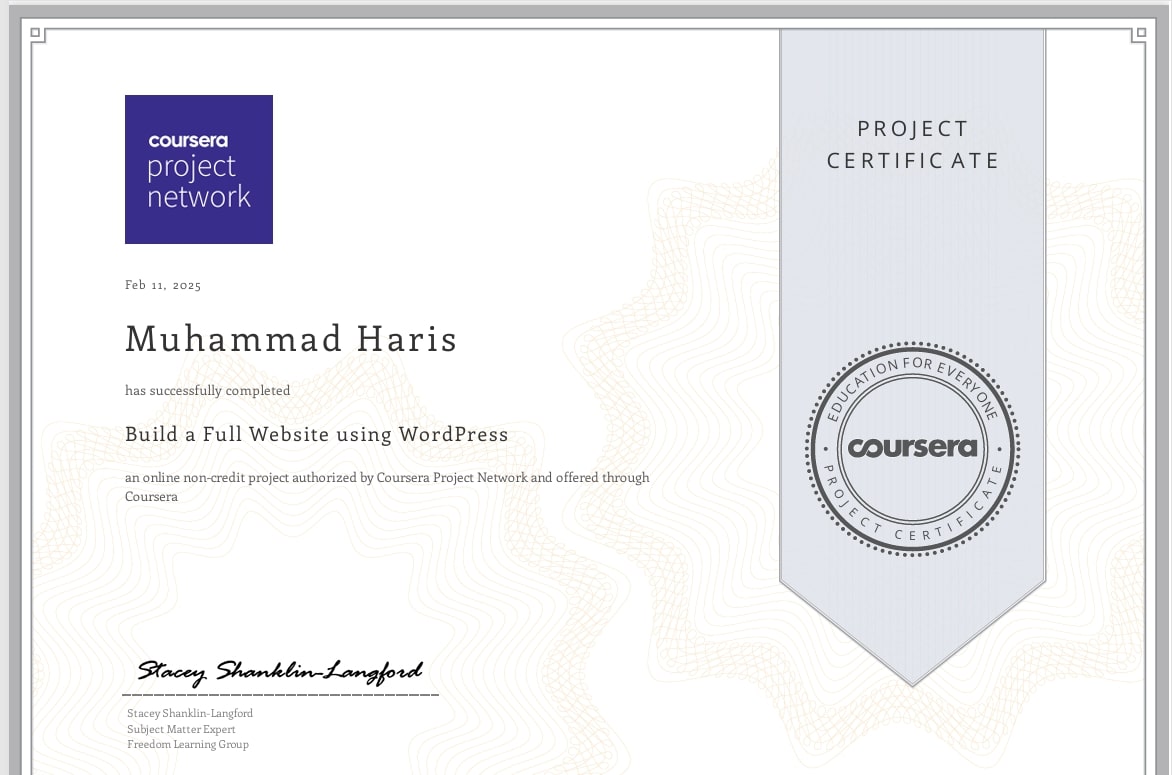 coursera
project
network
PROJECT
CERTIFICATE
Feb 11, 2025
Muhammad Haris
has successfully completed
Build a Full Website using WordPress
an online non-credit project authorized by Coursera Project Network and offered through
Coursera
EDUCATION FOR EVERYONE
coursera
PROJECT CERTIFICATE
Stacey Shanklin-Langford
Stacey Shanklin-Langford
Subject Matter Expert
Freedom Learning Group